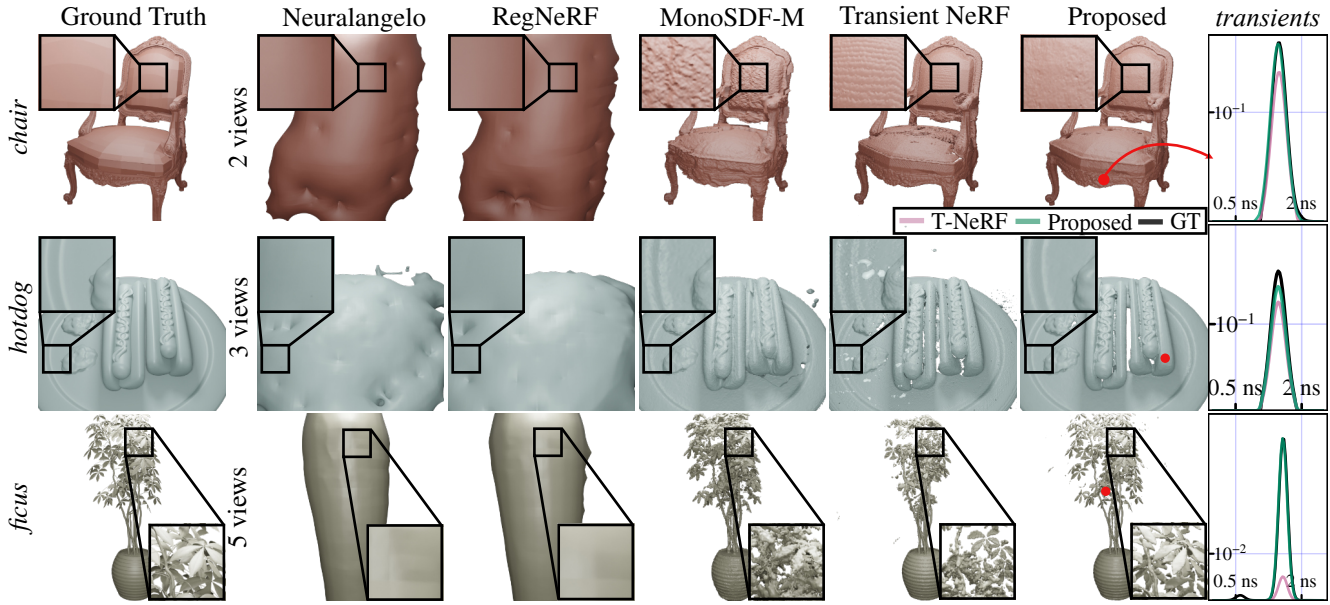 Ground Truth Neuralangelo RegNeRF MonoSDF-M Transient NeRF Proposed transients
chair
2 views
10⁻¹
0.5 ns 2 ns
T-NeRF Proposed GT
hotdog
3 views
10⁻¹
0.5 ns 2 ns
ficus
5 views
10⁻²
0.5 ns 2 ns